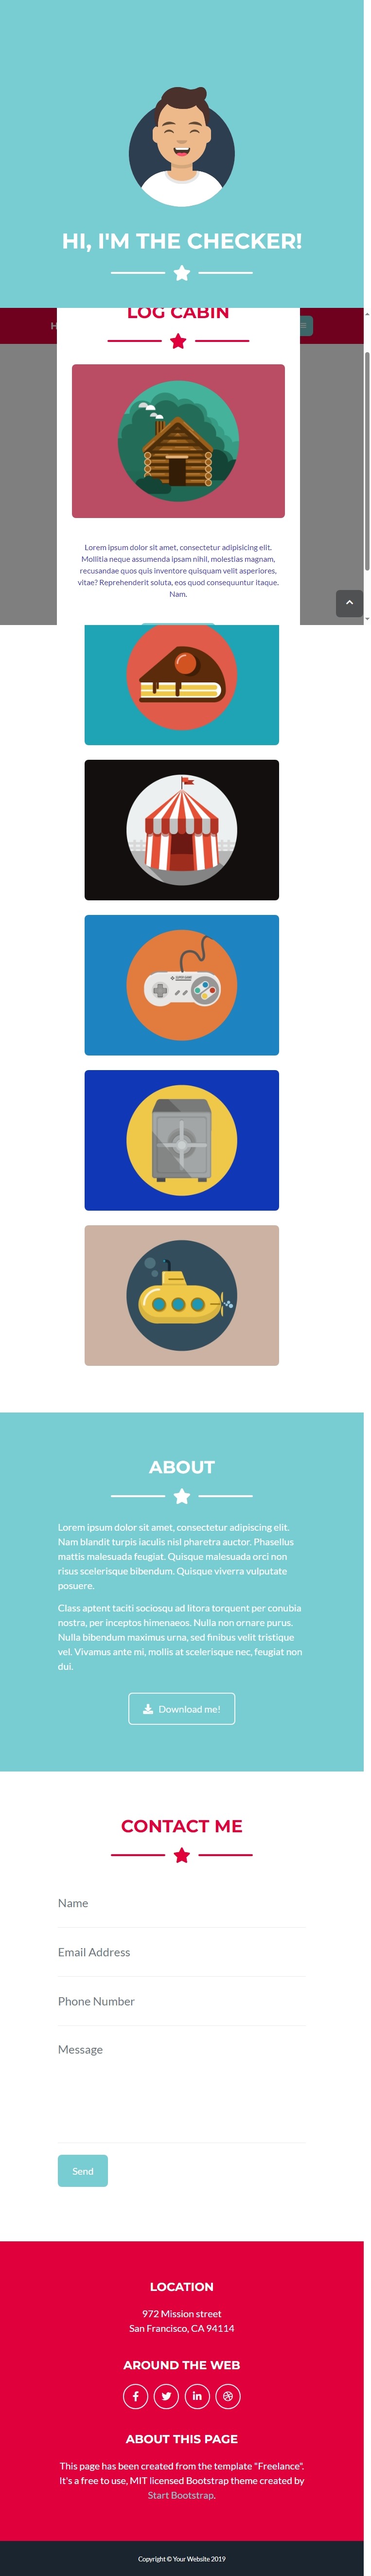 HI, I'M THE CHECKER!
H
LOG CABIN
Lorem ipsum dolor sit amet, consectetur adipisicing elit.
Mollitia neque assumenda ipsam nihil, molestias magnam,
recusandae quos quis inventore quisquam velit asperiores,
vitae? Reprehenderit soluta, eos quod consequuntur itaque.
Nam.
ABOUT
Lorem ipsum dolor sit amet, consectetur adipiscing elit.
Nam blandit turpis iaculis nisl pharetra auctor. Phasellus
mattis malesuada feugiat. Quisque malesuada orci non
risus scelerisque bibendum. Quisque viverra vulputate
posuere.
Class aptent taciti sociosqu ad litora torquent per conubia
nostra, per inceptos himenaeos. Nulla non ornare purus.
Nulla bibendum maximus urna, sed finibus velit tristique
vel. Vivamus ante mi, mollis at scelerisque nec, feugiat non
dui.
Download me!
CONTACT ME
Name
Email Address
Phone Number
Message
Send
LOCATION
972 Mission street
San Francisco, CA 94114
AROUND THE WEB
ABOUT THIS PAGE
This page has been created from the template "Freelance".
It's a free to use, MIT licensed Bootstrap theme created by
Start Bootstrap.
Copyright © Your Website 2019